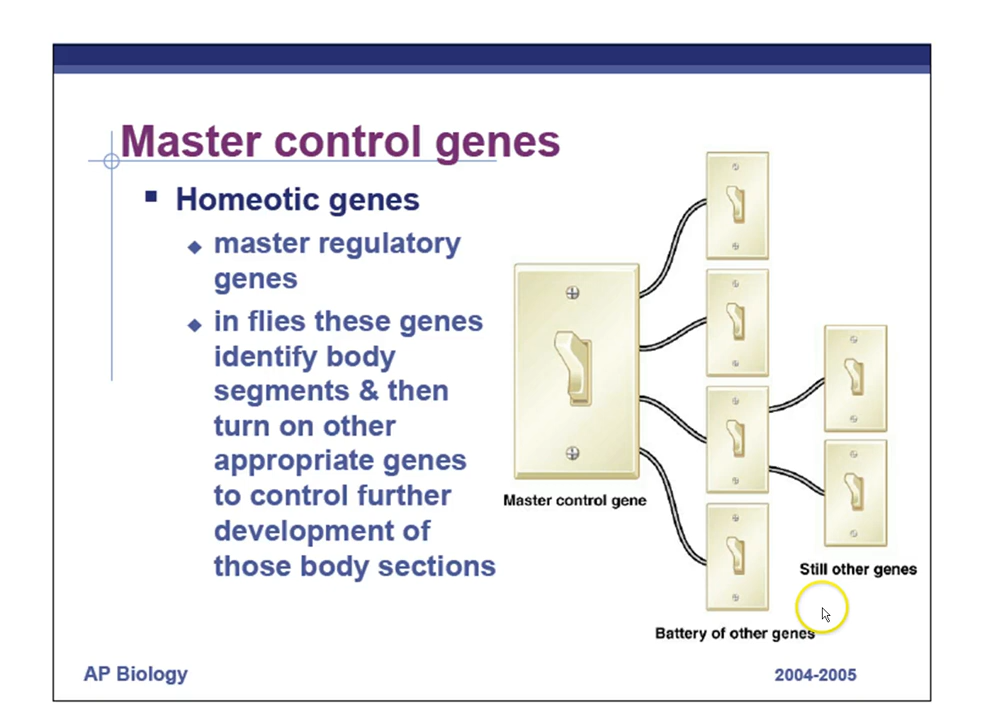 Master control genes
Homeotic genes
master regulatory
genes
in flies these genes
identify body
segments & then
turn on other
appropriate genes
to control further
development of
those body sections
Master control gene
Still other genes
Battery of other genes
AP Biology
2004-2005